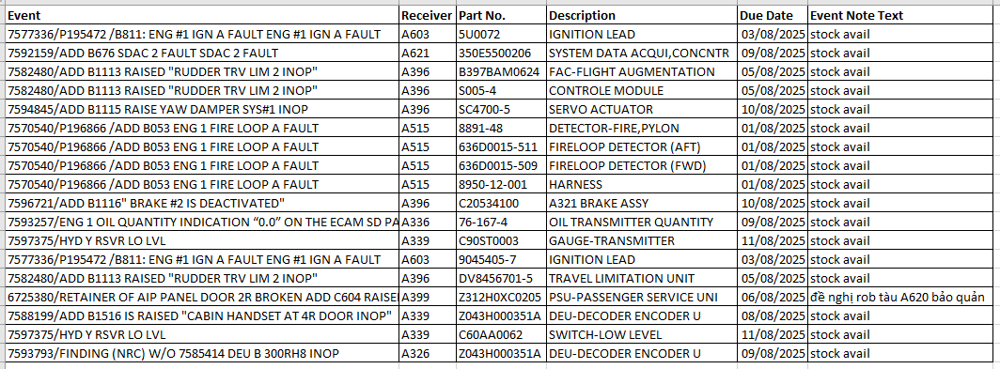 Event Receiver Part No. Description Due Date Event Note Text
7577336/P195472 /B811: ENG #1 IGN A FAULT ENG #1 IGN A FAULT A603 5U0072 IGNITION LEAD 03/08/2025 stock avail
7592159/ADD B676 SDAC 2 FAULT SDAC 2 FAULT A621 350E5500206 SYSTEM DATA ACQUI,CONCNTR 09/08/2025 stock avail
7582480/ADD B1113 RAISED "RUDDER TRV LIM 2 INOP" A396 B397BAM0624 FAC-FLIGHT AUGMENTATION 05/08/2025 stock avail
7582480/ADD B1113 RAISED "RUDDER TRV LIM 2 INOP" A396 S005-4 CONTROLE MODULE 05/08/2025 stock avail
7594845/ADD B1115 RAISE YAW DAMPER SYS#1 INOP A396 SC4700-5 SERVO ACTUATOR 10/08/2025 stock avail
7570540/P196866 /ADD B053 ENG 1 FIRE LOOP A FAULT A515 8891-48 DETECTOR-FIRE,PYLON 01/08/2025 stock avail
7570540/P196866 /ADD B053 ENG 1 FIRE LOOP A FAULT A515 636D0015-511 FIRELOOP DETECTOR (AFT) 01/08/2025 stock avail
7570540/P196866 /ADD B053 ENG 1 FIRE LOOP A FAULT A515 636D0015-509 FIRELOOP DETECTOR (FWD) 01/08/2025 stock avail
7570540/P196866 /ADD B053 ENG 1 FIRE LOOP A FAULT A515 8950-12-001 HARNESS 01/08/2025 stock avail
7596721/ADD B1116" BRAKE #2 IS DEACTIVATED" A396 C20534100 A321 BRAKE ASSY 10/08/2025 stock avail
7593257/ENG 1 OIL QUANTITY INDICATION “0.0” ON THE ECAM SD PA A336 76-167-4 OIL TRANSMITTER QUANTITY 09/08/2025 stock avail
7597375/HYD Y RSVR LO LVL A339 C90ST0003 GAUGE-TRANSMITTER 11/08/2025 stock avail
7577336/P195472 /B811: ENG #1 IGN A FAULT ENG #1 IGN A FAULT A603 9045405-7 IGNITION LEAD 03/08/2025 stock avail
7582480/ADD B1113 RAISED "RUDDER TRV LIM 2 INOP" A396 DV8456701-5 TRAVEL LIMITATION UNIT 05/08/2025 stock avail
6725380/RETAINER OF AIP PANEL DOOR 2R BROKEN ADD C604 RAISE A399 Z312H0XC0205 PSU-PASSENGER SERVICE UNI 06/08/2025 đề nghị rob tàu A620 bảo quản
7588199/ADD B1516 IS RAISED "CABIN HANDSET AT 4R DOOR INOP" A339 Z043H000351A DEU-DECODER ENCODER U 08/08/2025 stock avail
7597375/HYD Y RSVR LO LVL A339 C60AA0062 SWITCH-LOW LEVEL 11/08/2025 stock avail
7593793/FINDING (NRC) W/O 7585414 DEU B 300RH8 INOP A326 Z043H000351A DEU-DECODER ENCODER U 09/08/2025 stock avail